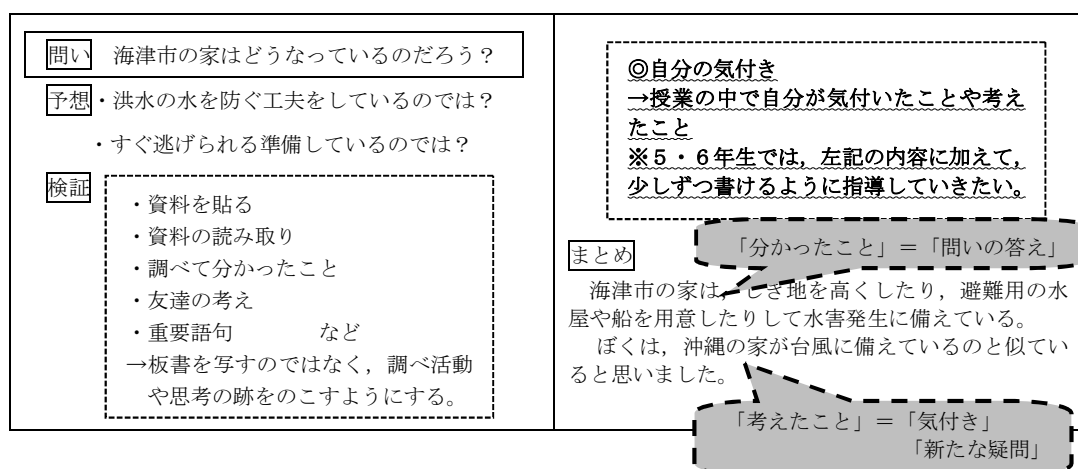 問い　海津市の家はどうなっているのだろう？
予想・洪水の水を防ぐ工夫をしているのでは？
・すぐ逃げられる準備しているのでは？
検証
・資料を貼る
・資料の読み取り
・調べて分かったこと
・友達の考え
・重要語句　　　　など
→板書を写すのではなく，調べ活動
や思考の跡をのこすようにする。
◎自分の気付き
→授業の中で自分が気付いたことや考え
たこと
※５・６年生では，左記の内容に加えて，
少しずつ書けるように指導していきたい。
「分かったこと」＝「問いの答え」
まとめ
海津市の家は，しき地を高くしたり，避難用の水
屋や船を用意したりして水害発生に備えている。
ぼくは，沖縄の家が台風に備えているのと似てい
ると思いました。
「考えたこと」＝「気付き」
「新たな疑問」